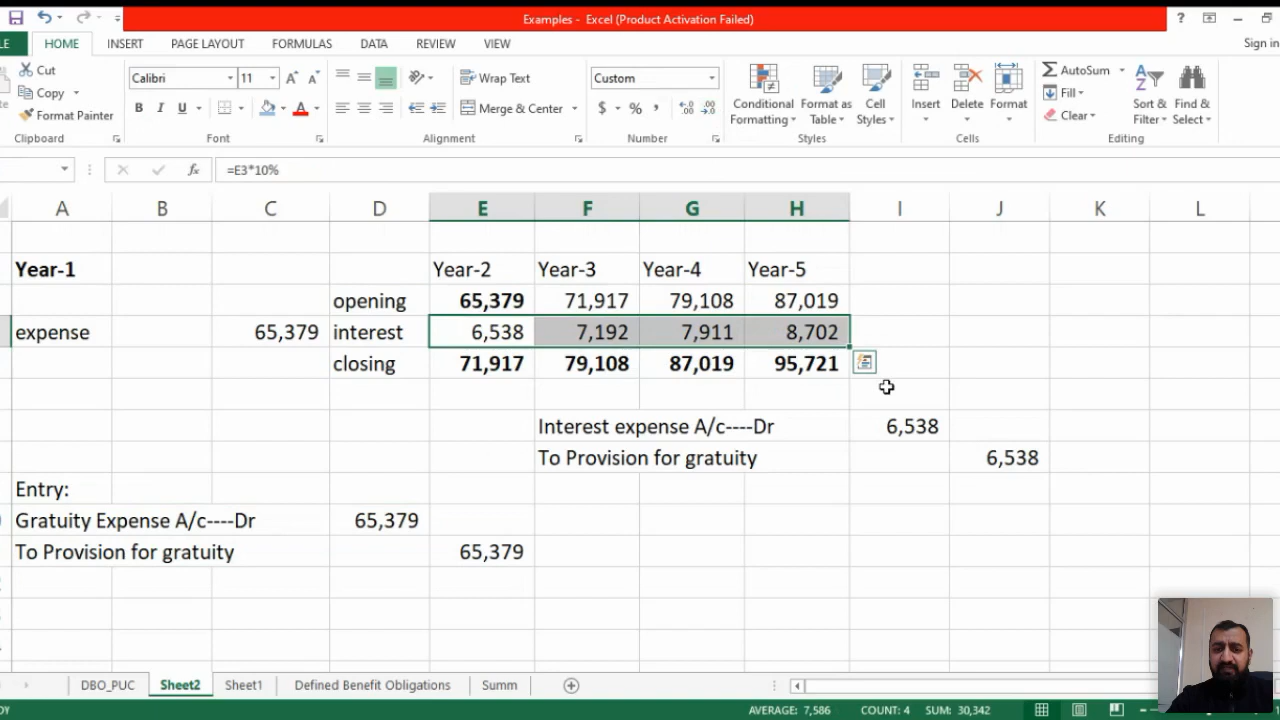 Examples - Excel (Product Activation Failed)
?
LE HOME INSERT PAGE LAYOUT FORMULAS DATA REVIEW VIEW Sign in
Cut
Copy
Format Painter
Clipboard
Calibri 11 A A
B I U A
Font
Wrap Text
Merge & Center
Alignment
Custom
$ % ,
Number
Conditional Formatting
Format as Table
Cell Styles
Styles
Insert Delete Format
Cells
AutoSum
Fill
Clear
Sort & Filter
Find & Select
Editing
fx =E3*10%
A B C D E F G H I J K L
Year-1 Year-2 Year-3 Year-4 Year-5
opening 65,379 71,917 79,108 87,019
expense 65,379 interest 6,538 7,192 7,911 8,702
closing 71,917 79,108 87,019 95,721
Interest expense A/c----Dr 6,538
To Provision for gratuity 6,538
Entry:
Gratuity Expense A/c----Dr 65,379
To Provision for gratuity 65,379
DBO_PUC Sheet2 Sheet1 Defined Benefit Obligations Summ
DY AVERAGE: 7,586 COUNT: 4 SUM: 30,342